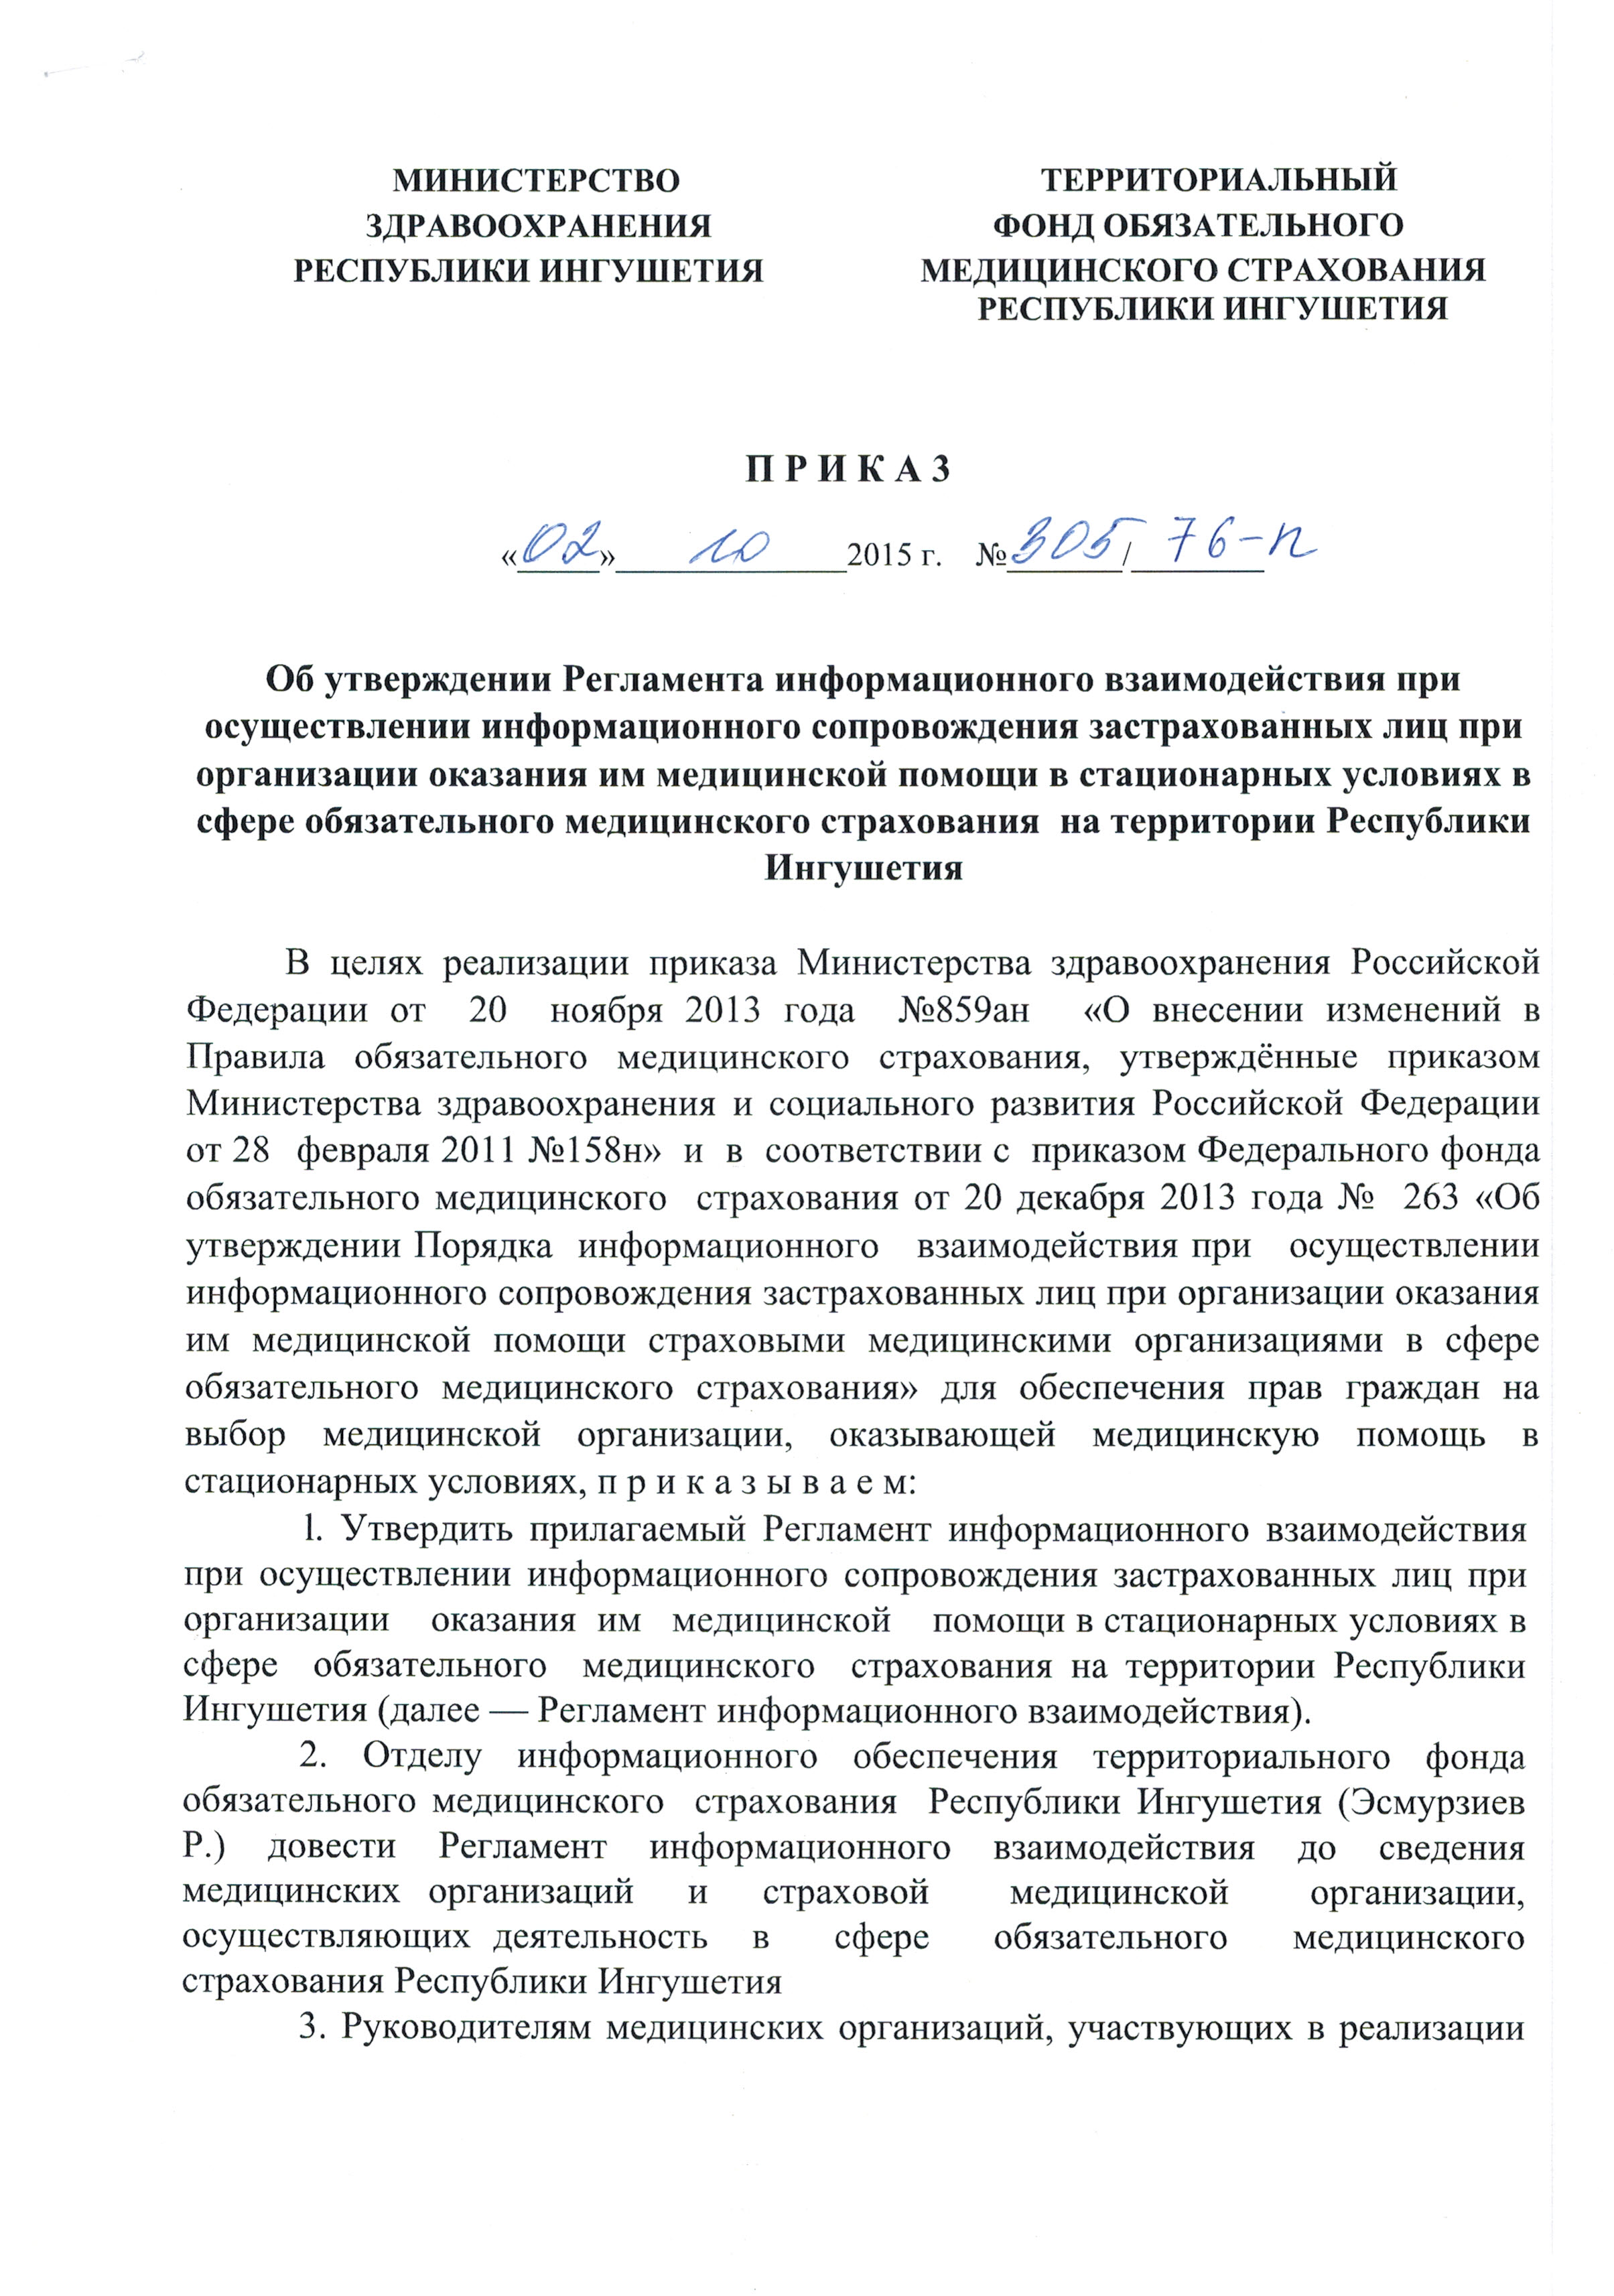 МИНИСТЕРСТВО
ЗДРАВООХРАНЕНИЯ
РЕСПУБЛИКИ ИНГУШЕТИЯ
ТЕРРИТОРИАЛЬНЫЙ
ФОНД ОБЯЗАТЕЛЬНОГО
МЕДИЦИНСКОГО СТРАХОВАНИЯ
РЕСПУБЛИКИ ИНГУШЕТИЯ
П Р И К А З
«02» 10 2015 г. № 305/ 76-п
Об утверждении Регламента информационного взаимодействия при
осуществлении информационного сопровождения застрахованных лиц при
организации оказания им медицинской помощи в стационарных условиях в
сфере обязательного медицинского страхования на территории Республики
Ингушетия
В целях реализации приказа Министерства здравоохранения Российской
Федерации от 20 ноября 2013 года №859ан «О внесении изменений в
Правила обязательного медицинского страхования, утверждённые приказом
Министерства здравоохранения и социального развития Российской Федерации
от 28 февраля 2011 №158н» и в соответствии с приказом Федерального фонда
обязательного медицинского страхования от 20 декабря 2013 года № 263 «Об
утверждении Порядка информационного взаимодействия при осуществлении
информационного сопровождения застрахованных лиц при организации оказания
им медицинской помощи страховыми медицинскими организациями в сфере
обязательного медицинского страхования» для обеспечения прав граждан на
выбор медицинской организации, оказывающей медицинскую помощь в
стационарных условиях, п р и к а з ы в а е м:
1. Утвердить прилагаемый Регламент информационного взаимодействия
при осуществлении информационного сопровождения застрахованных лиц при
организации оказания им медицинской помощи в стационарных условиях в
сфере обязательного медицинского страхования на территории Республики
Ингушетия (далее — Регламент информационного взаимодействия).
2. Отделу информационного обеспечения территориального фонда
обязательного медицинского страхования Республики Ингушетия (Эсмурзиев
Р.) довести Регламент информационного взаимодействия до сведения
медицинских организаций и страховой медицинской организации,
осуществляющих деятельность в сфере обязательного медицинского
страхования Республики Ингушетия
3. Руководителям медицинских организаций, участвующих в реализации